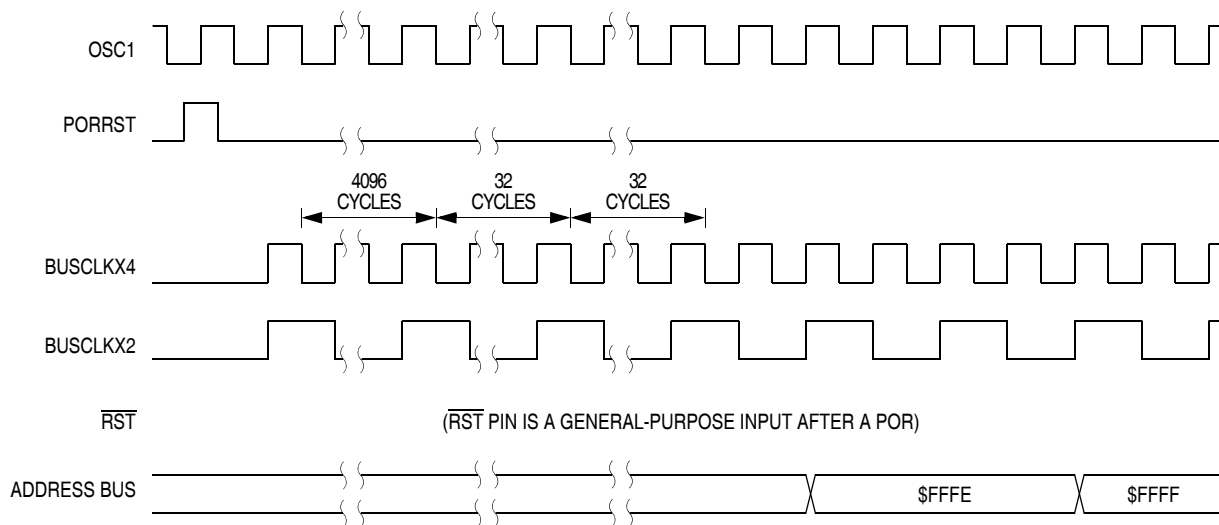 OSC1
PORRST
4096
CYCLES
32
CYCLES
32
CYCLES
BUSCLKX4
BUSCLKX2
RST
(RST PIN IS A GENERAL-PURPOSE INPUT AFTER A POR)
ADDRESS BUS
$FFFE
$FFFF